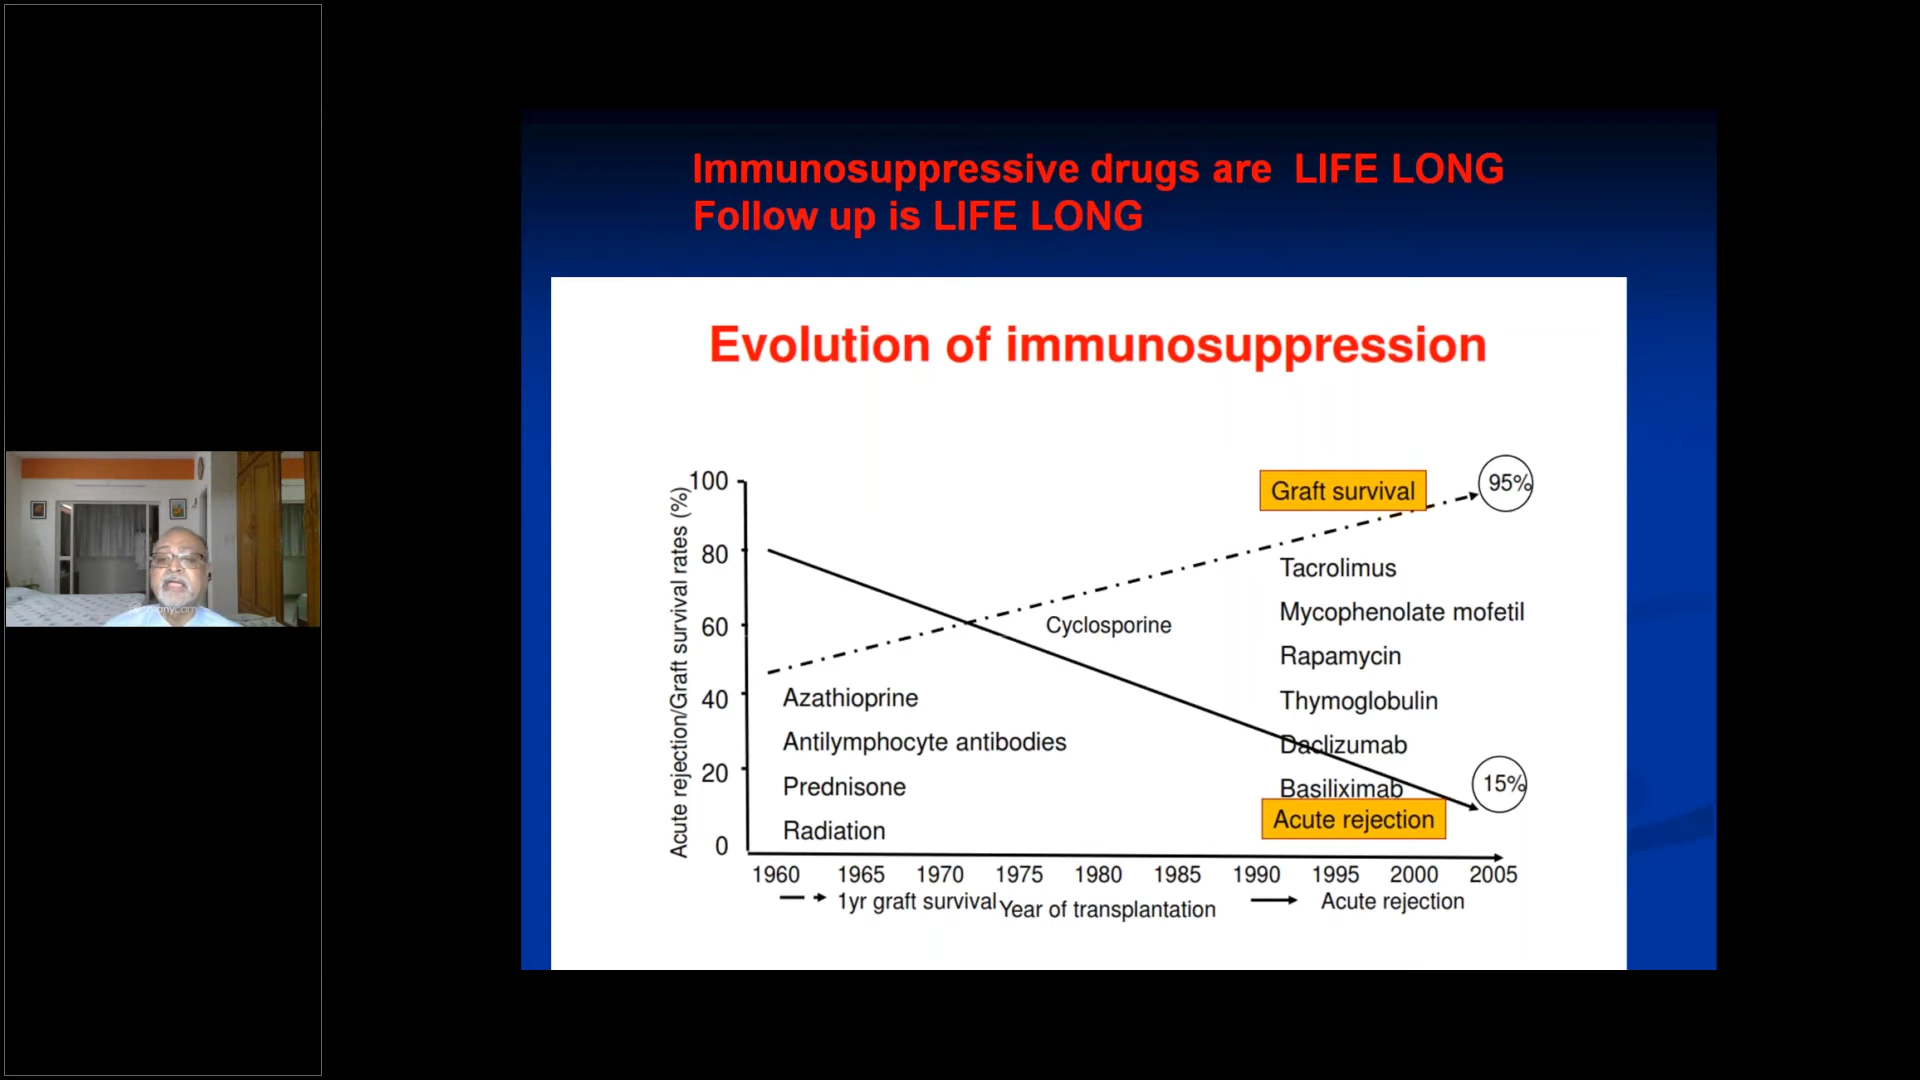 Immunosuppressive drugs are LIFE LONG
Follow up is LIFE LONG
Evolution of immunosuppression
Acute rejection/Graft survival rates (%)
100
80
60
40
20
0
Graft survival
95%
Cyclosporine
Azathioprine
Antilymphocyte antibodies
Prednisone
Radiation
Tacrolimus
Mycophenolate mofetil
Rapamycin
Thymoglobulin
Daclizumab
Basiliximab
15%
Acute rejection
1960 1965 1970 1975 1980 1985 1990 1995 2000 2005
1yr graft survival
Year of transplantation
Acute rejection
manycam